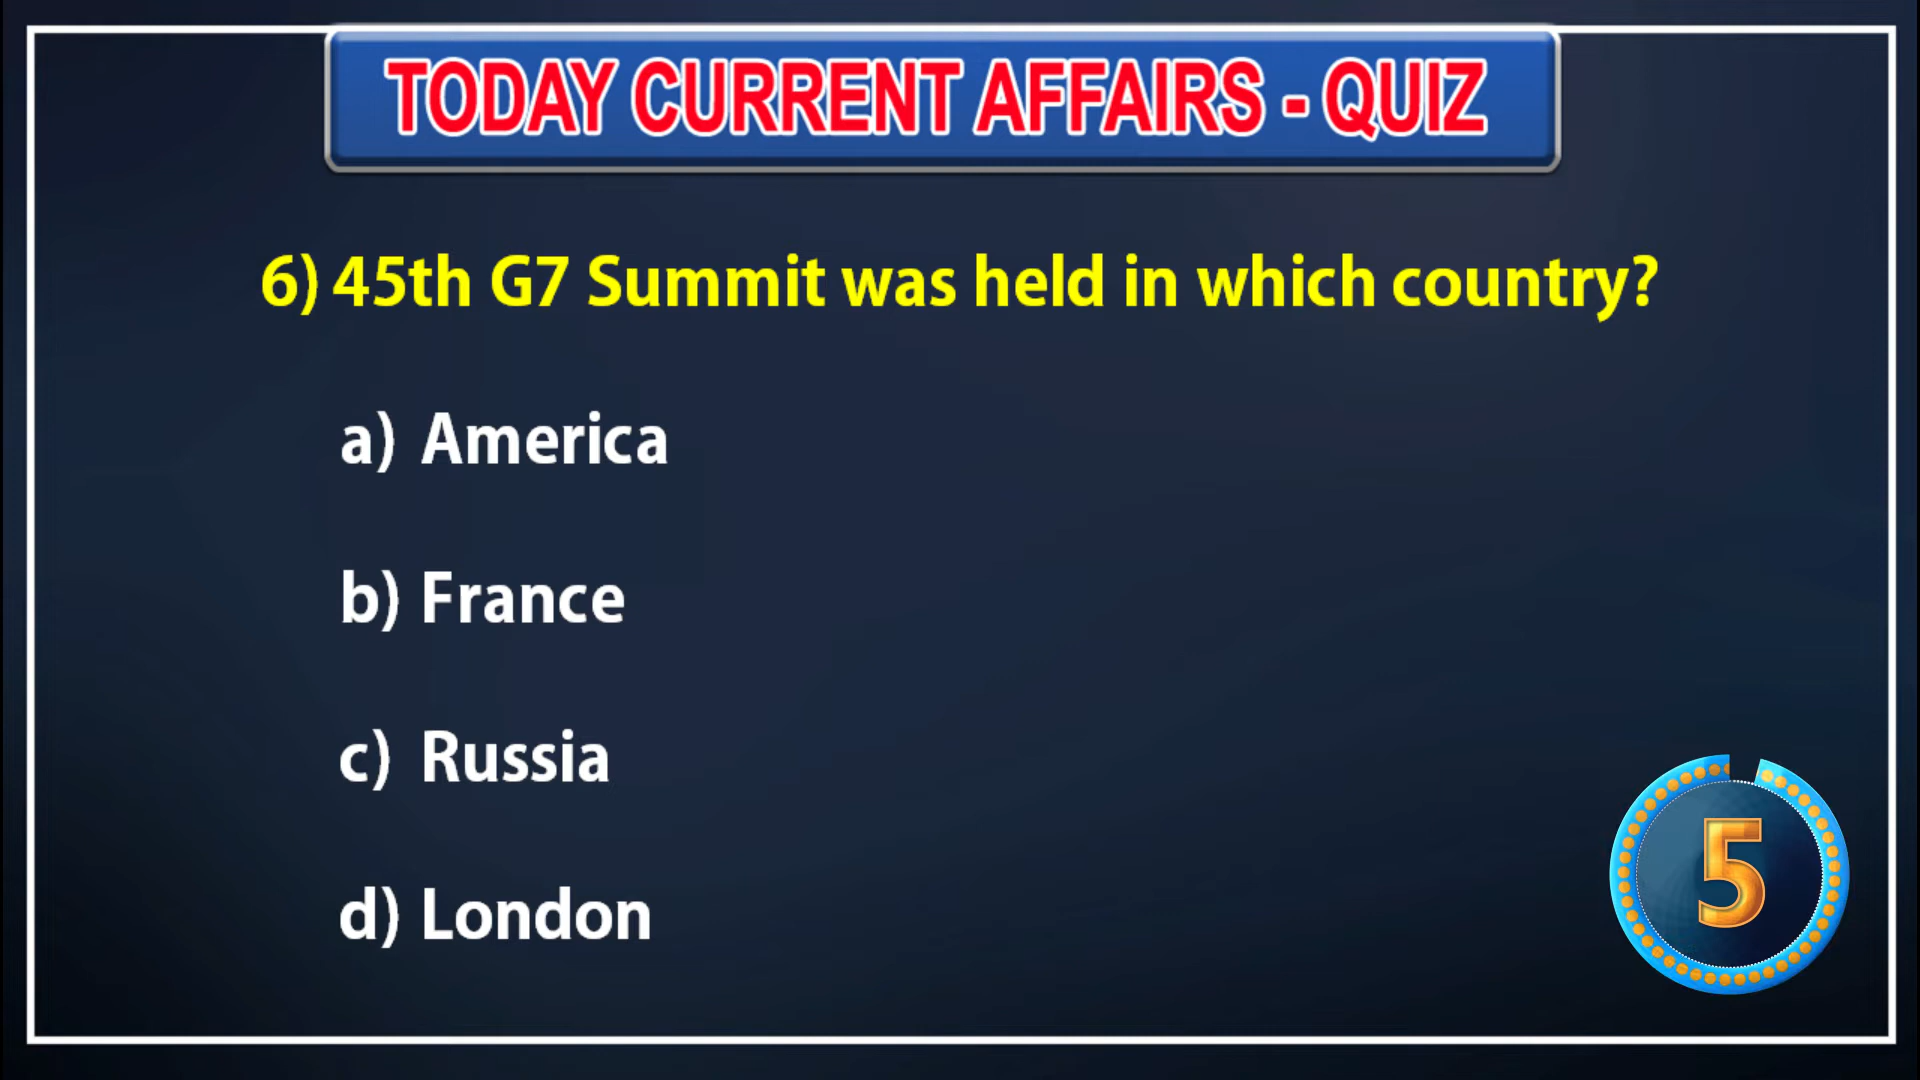 TODAY CURRENT AFFAIRS - QUIZ
6) 45th G7 Summit was held in which country?
a) America
b) France
c) Russia
d) London
5